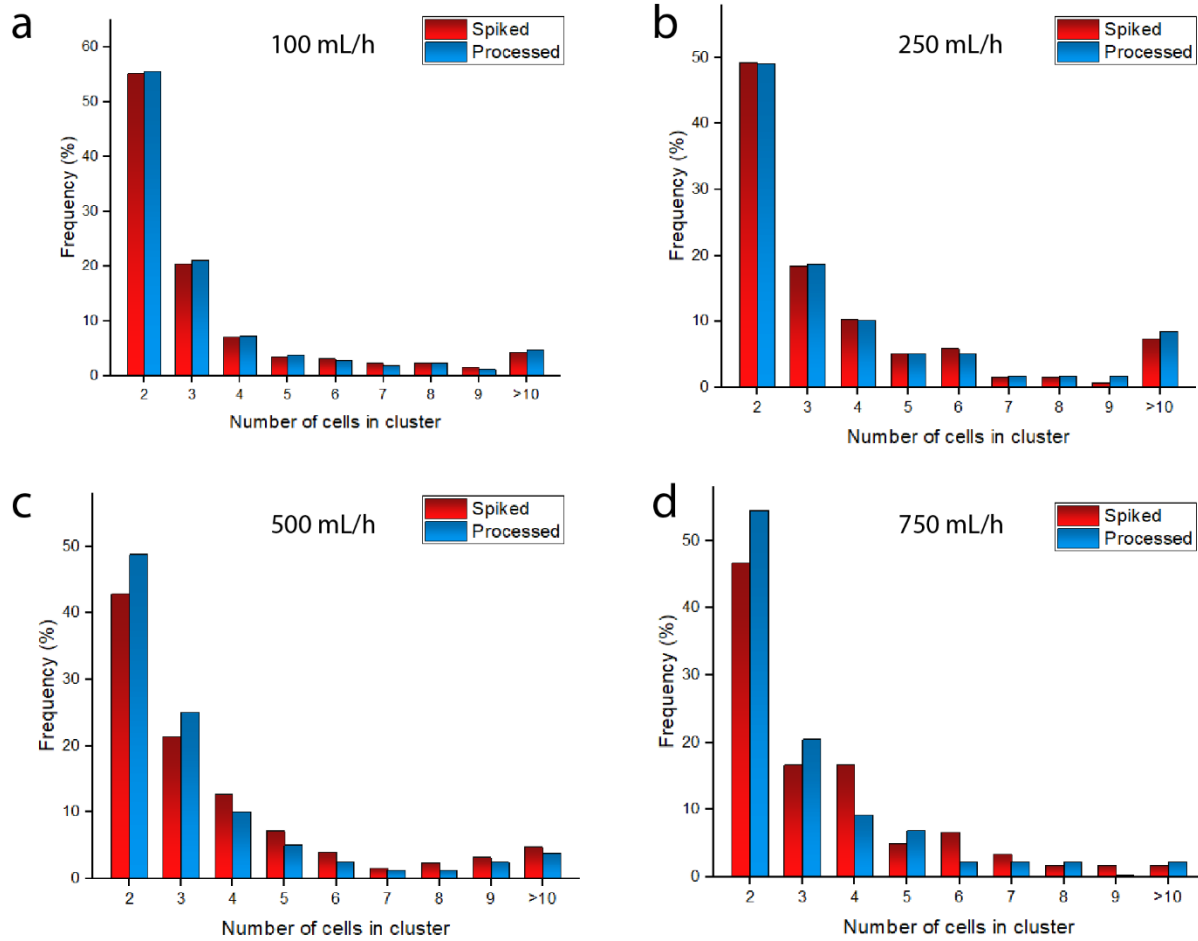 a
100 mL/h
Spiked
Processed
Frequency (%)
60
50
40
30
20
10
0
2 3 4 5 6 7 8 9 >10
Number of cells in cluster
b
250 mL/h
Spiked
Processed
Frequency (%)
50
40
30
20
10
0
2 3 4 5 6 7 8 9 >10
Number of cells in cluster
c
500 mL/h
Spiked
Processed
Frequency (%)
50
40
30
20
10
0
2 3 4 5 6 7 8 9 >10
Number of cells in cluster
d
750 mL/h
Spiked
Processed
Frequency (%)
50
40
30
20
10
0
2 3 4 5 6 7 8 9 >10
Number of cells in cluster